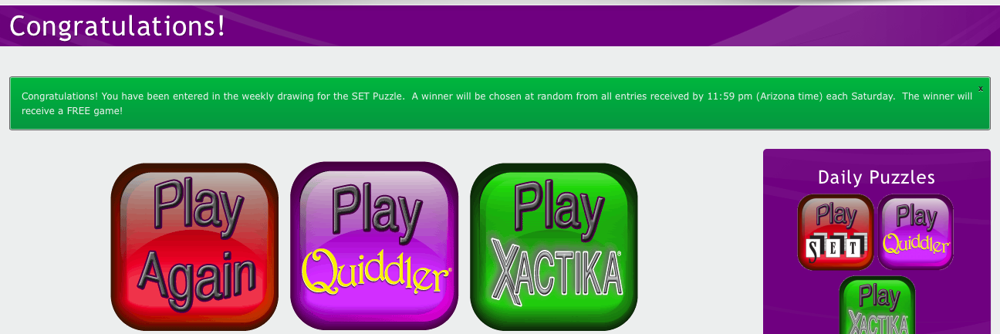 Congratulations!
Congratulations! You have been entered in the weekly drawing for the SET Puzzle.  A winner will be chosen at random from all entries received by 11:59 pm (Arizona time) each Saturday.  The winner will
receive a FREE game!
x
Play
Again
Play
Quiddler®
Play
XACTIKA®
Daily Puzzles
Play
SET
Play
Quiddler
Play
XACTIKA